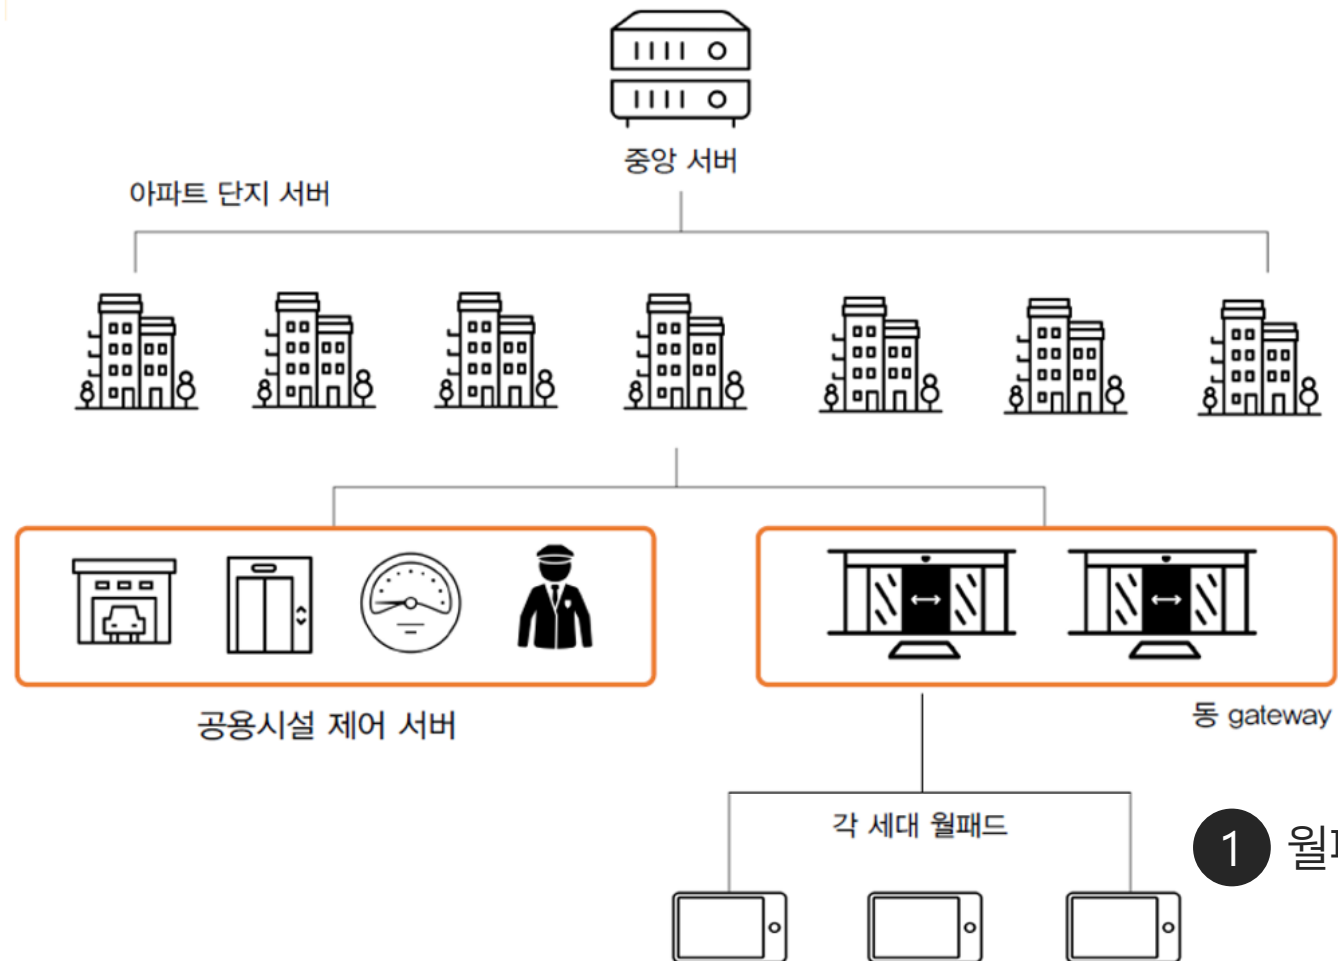 중앙 서버
아파트 단지 서버
공용시설 제어 서버
동 gateway
각 세대 월패드
1